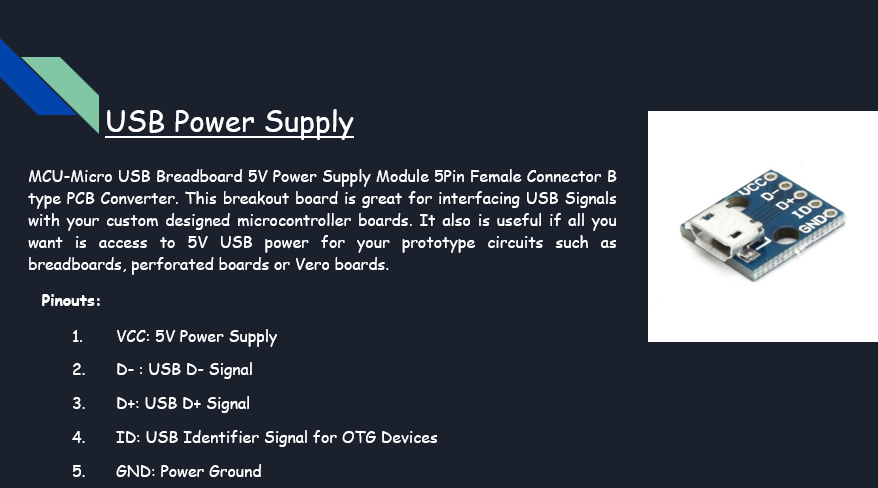 USB Power Supply
MCU-Micro USB Breadboard 5V Power Supply Module 5Pin Female Connector B
type PCB Converter. This breakout board is great for interfacing USB Signals
with your custom designed microcontroller boards. It also is useful if all you
want is access to 5V USB power for your prototype circuits such as
breadboards, perforated boards or Vero boards.
Pinouts:
1. VCC: 5V Power Supply
2. D- : USB D- Signal
3. D+: USB D+ Signal
4. ID: USB Identifier Signal for OTG Devices
5. GND: Power Ground
VCC
D-
D+
ID
GND